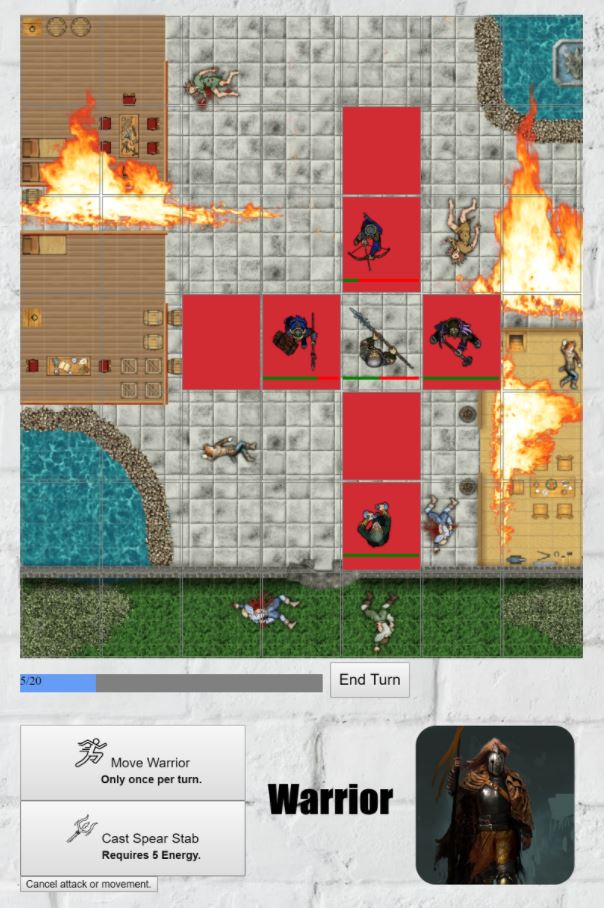 5/20
End Turn
Move Warrior
Only once per turn.
Cast Spear Stab
Requires 5 Energy.
Cancel attack or movement.
Warrior